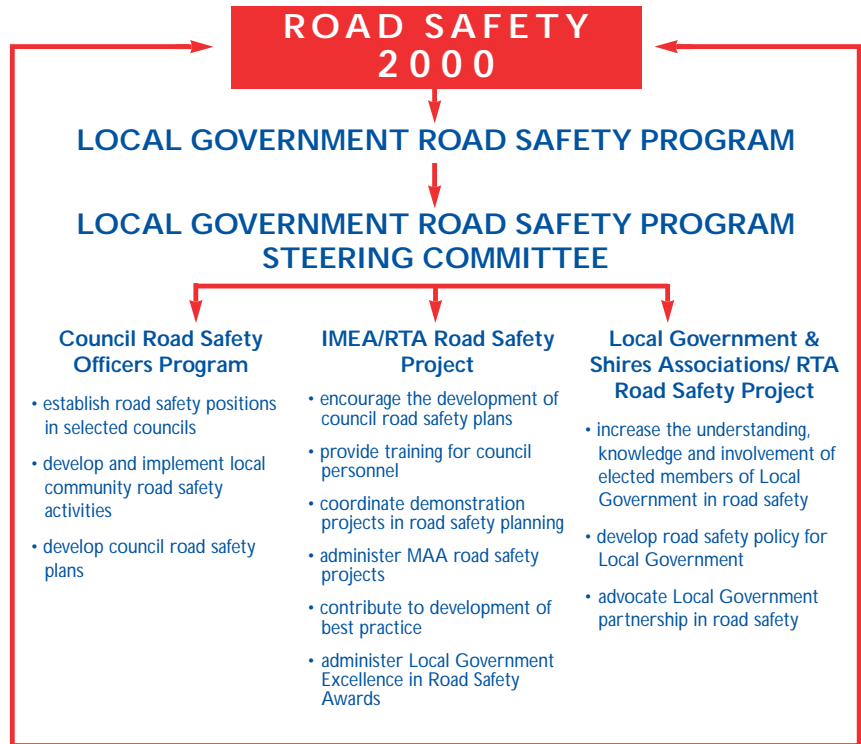 ROAD SAFETY
2000
LOCAL GOVERNMENT ROAD SAFETY PROGRAM
LOCAL GOVERNMENT ROAD SAFETY PROGRAM
STEERING COMMITTEE
Council Road Safety
Officers Program
• establish road safety positions
in selected councils
• develop and implement local
community road safety
activities
• develop council road safety
plans
IMEA/RTA Road Safety
Project
• encourage the development of
council road safety plans
• provide training for council
personnel
• coordinate demonstration
projects in road safety planning
• administer MAA road safety
projects
• contribute to development of
best practice
• administer Local Government
Excellence in Road Safety
Awards
Local Government &
Shires Associations/ RTA
Road Safety Project
• increase the understanding,
knowledge and involvement of
elected members of Local
Government in road safety
• develop road safety policy for
Local Government
• advocate Local Government
partnership in road safety